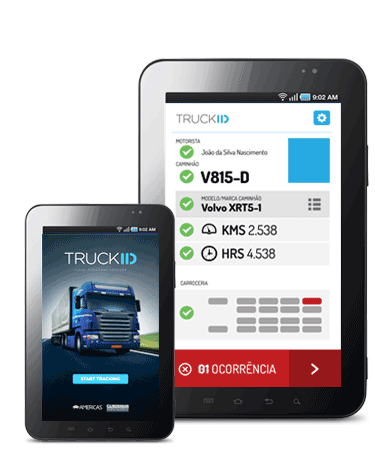 9:02 AM
TRUCKID
MOTORISTA
João da Silva Nascimento
CAMINHÃO
V815-D
MODELO/MARCA CAMINHÃO
Volvo XRT5-1
KMS 2.538
HRS 4.538
CARROCERIA
01 OCORRÊNCIA
9:02 AM
TRUCKID
START TRACKING
AMERICAS